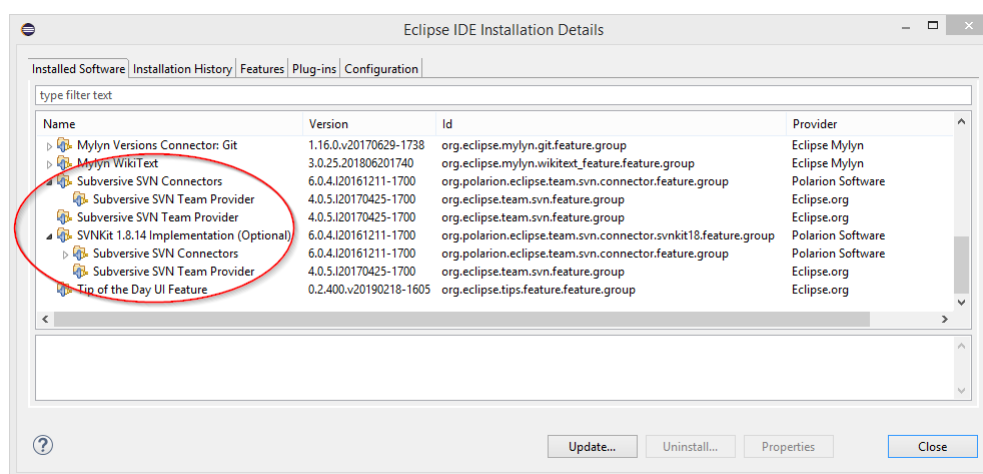 Eclipse IDE Installation Details
Installed Software Installation History Features Plug-ins Configuration
type filter text
Name Version Id Provider
Mylyn Versions Connector: Git 1.16.0.v20170629-1738 org.eclipse.mylyn.git.feature.group Eclipse Mylyn
Mylyn WikiText 3.0.25.201806201740 org.eclipse.mylyn.wikitext_feature.feature.group Eclipse Mylyn
Subversive SVN Connectors 6.0.4.I20161211-1700 org.polarion.eclipse.team.svn.connector.feature.group Polarion Software
Subversive SVN Team Provider 4.0.5.I20170425-1700 org.eclipse.team.svn.feature.group Eclipse.org
Subversive SVN Team Provider 4.0.5.I20170425-1700 org.eclipse.team.svn.feature.group Eclipse.org
SVNKit 1.8.14 Implementation (Optional) 6.0.4.I20161211-1700 org.polarion.eclipse.team.svn.connector.svnkit18.feature.group Polarion Software
Subversive SVN Connectors 6.0.4.I20161211-1700 org.polarion.eclipse.team.svn.connector.feature.group Polarion Software
Subversive SVN Team Provider 4.0.5.I20170425-1700 org.eclipse.team.svn.feature.group Eclipse.org
Tip of the Day UI Feature 0.2.400.v20190218-1605 org.eclipse.tips.feature.feature.group Eclipse.org
? Update... Uninstall... Properties Close